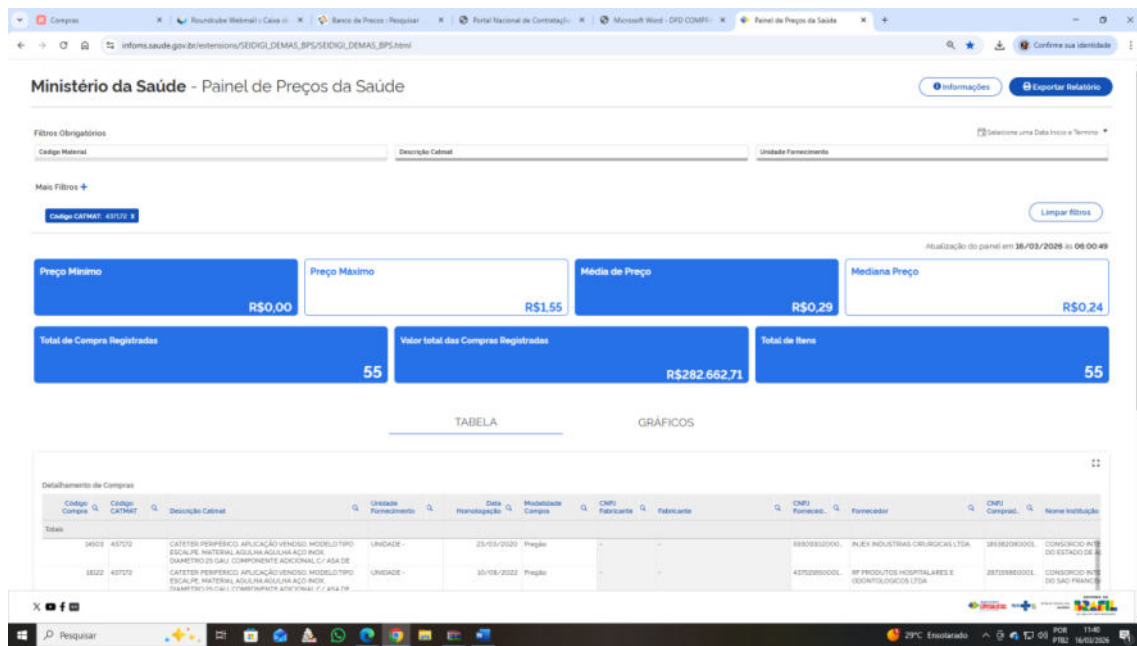 Compras
Roundcube Webmail :: Caixa
Banco de Preços : Pesquisar
Portal Nacional de Contrataçõ
Microsoft Word - DFD COMPR
Painel de Preços da Saúde
infoms.saude.gov.br/extensions/SEIDIGI_DEMAS_BPS/SEIDIGI_DEMAS_BPS.html
Confirme sua identidade
Ministério da Saúde - Painel de Preços da Saúde
Informações
Exportar Relatório
Filtros Obrigatórios
Selecione uma Data Início e Término
Código Material
Descrição Catmat
Unidade Fornecimento
Mais Filtros +
Código CATMAT: 437172 X
Limpar filtros
Atualização do painel em 16/03/2026 às 06:00:49
Preço Mínimo
R$0,00
Preço Máximo
R$1,55
Média de Preço
R$0,29
Mediana Preço
R$0,24
Total de Compra Registradas
55
Valor total das Compras Registradas
R$282.662,71
Total de Itens
55
TABELA
GRÁFICOS
Detalhamento de Compras
Código Compra
Código CATMAT
Descrição Catmat
Unidade Fornecimento
Data Homologação
Modalidade Compra
CNPJ Fabricante
Fabricante
CNPJ Forneced..
Fornecedor
CNPJ Comprad..
Nome Instituição
Totais
437172
CATETER PERIFÉRICO, APLICAÇÃO VENOSO, MODELO TIPO
ESCALPE, MATERIAL AGULHA AGULHA AÇO INOX,
DIAMETRO 25 GAU, COMPONENTE ADICIONAL C/ ASA DE
UNIDADE -
25/03/2020
Pregão
-
-
INJEX INDUSTRIAS CIRURGICAS LTDA
CONSORCIO INTE
18122
437172
CATETER PERIFÉRICO, APLICAÇÃO VENOSO, MODELO TIPO
ESCALPE, MATERIAL AGULHA AGULHA AÇO INOX,
DIAMETRO 25 GAU, COMPONENTE ADICIONAL C/ ASA DE
UNIDADE -
10/08/2022
Pregão
-
-
RF PRODUTOS HOSPITALARES E
ODONTOLOGICOS LTDA
CONSORCIO INTE
DO SAO FRANCIS
BRASIL
Pesquisar
29°C Ensolarado
POR
PTB2
11:40
16/03/2026